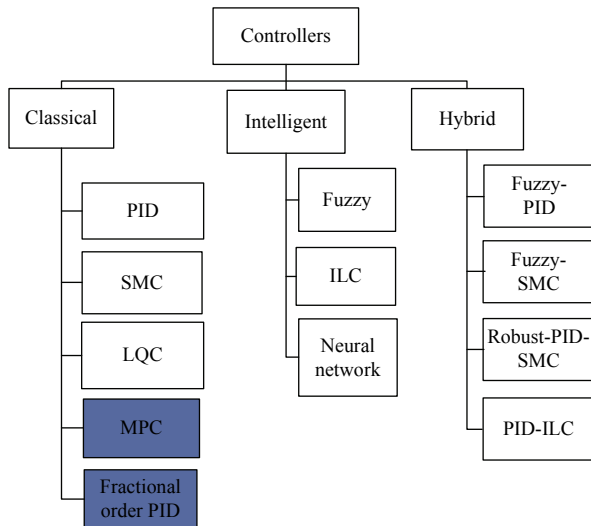 Controllers
Classical
Intelligent
Hybrid
PID
SMC
LQC
MPC
Fractional
order PID
Fuzzy
ILC
Neural
network
Fuzzy-
PID
Fuzzy-
SMC
Robust-PID-
SMC
PID-ILC